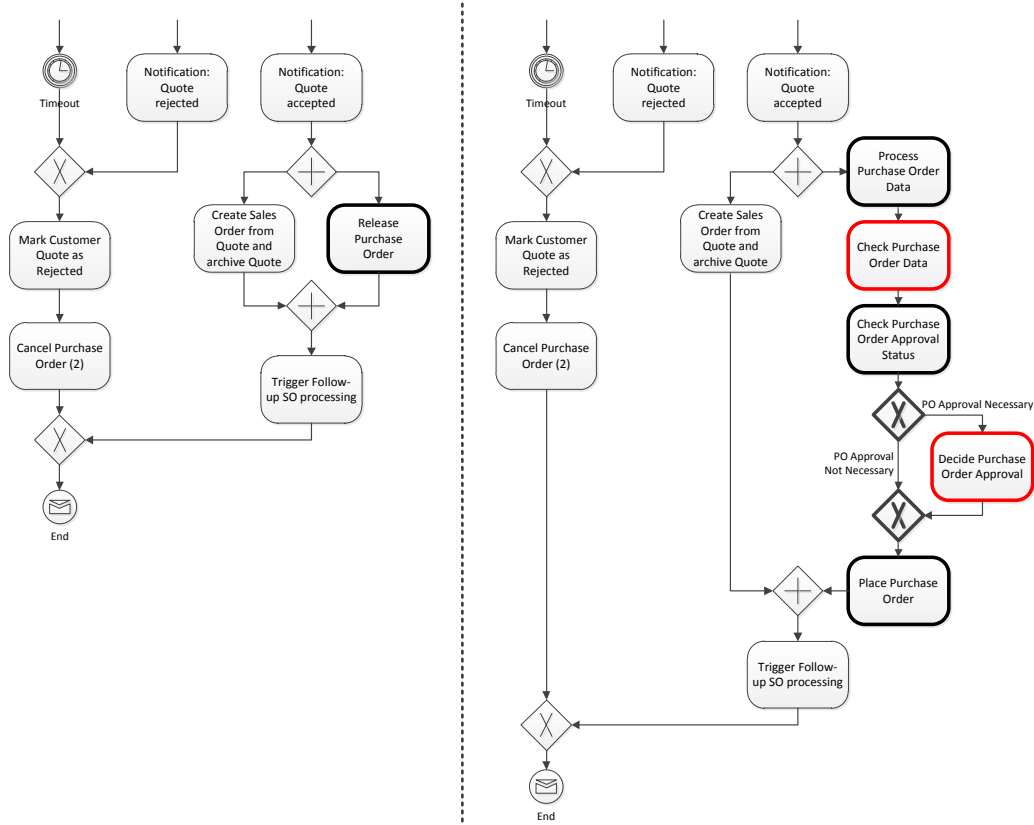 Notification:
Quote
rejected
Notification:
Quote
accepted
Timeout
Create Sales
Order from
Quote and
archive Quote
Release
Purchase
Order
Mark Customer
Quote as
Rejected
Cancel Purchase
Order (2)
Trigger Follow-
up SO processing
End
Notification:
Quote
rejected
Notification:
Quote
accepted
Timeout
Process
Purchase Order
Data
Create Sales
Order from
Quote and
archive Quote
Mark Customer
Quote as
Rejected
Check Purchase
Order Data
Cancel Purchase
Order (2)
Check Purchase
Order Approval
Status
PO Approval Necessary
PO Approval
Not Necessary
Decide Purchase
Order Approval
Place Purchase
Order
Trigger Follow-
up SO processing
End